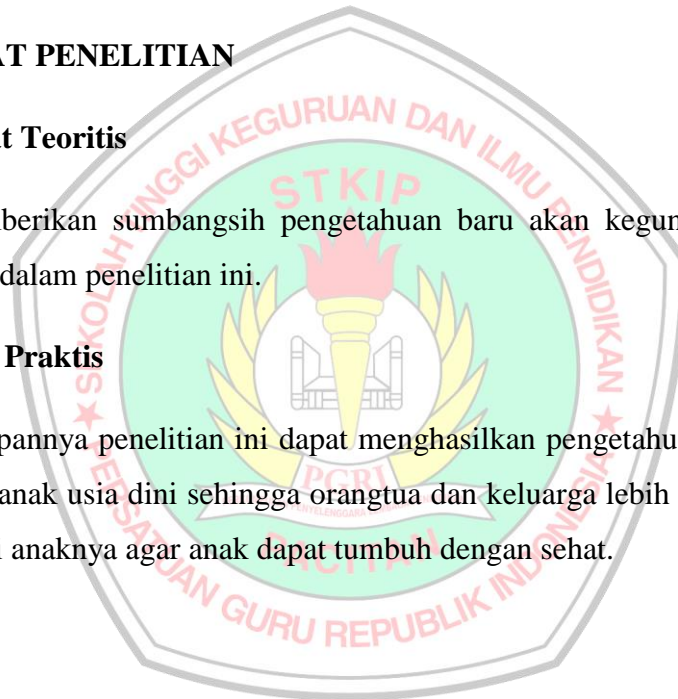 AT PENELITIAN
at Teoritis
berikan sumbangsih pengetahuan baru akan kegun
dalam penelitian ini.
Praktis
pannya penelitian ini dapat menghasilkan pengetahu
anak usia dini sehingga orangtua dan keluarga lebih
i anaknya agar anak dapat tumbuh dengan sehat.
SEKOLAH TINGGI KEGURUAN DAN ILMU PENDIDIKAN
STKIP
PGRI
PACITAN
PERSATUAN GURU REPUBLIK INDONESIA